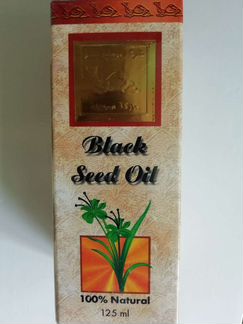 Black
Seed Oil
100% Natural
125 ml